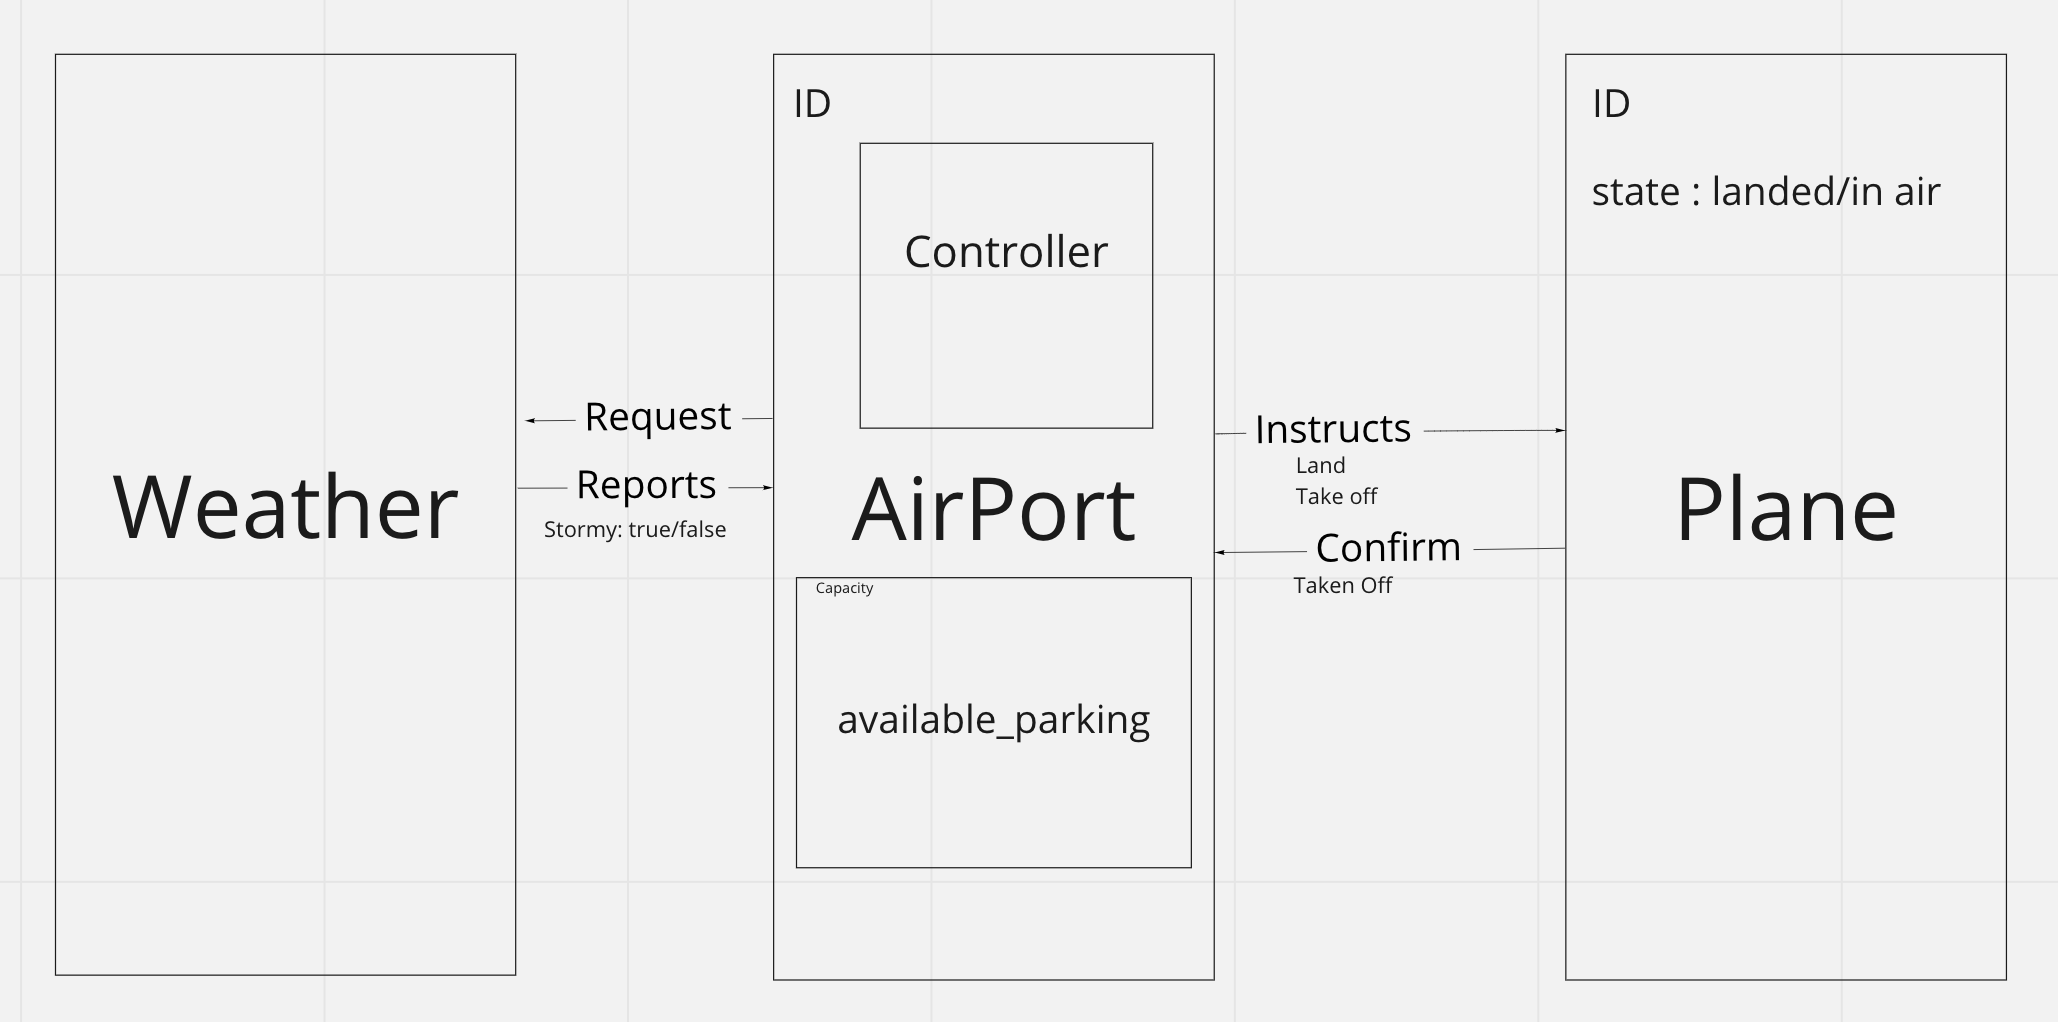 Weather
Request
Reports
Stormy: true/false
ID
Controller
AirPort
Capacity
available_parking
Instructs
Land
Take off
Confirm
Taken Off
ID
state : landed/in air
Plane